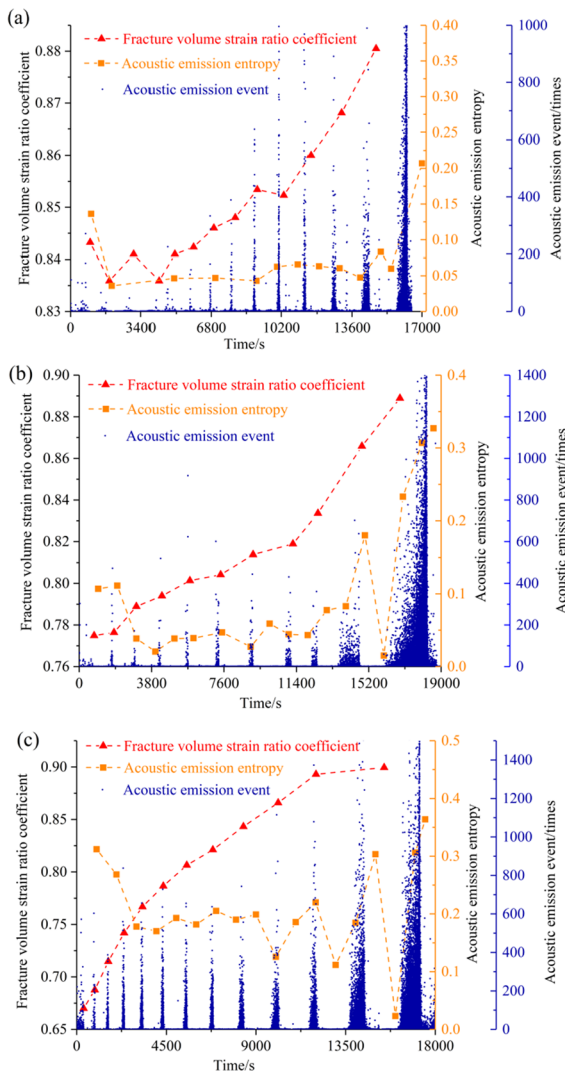 (a)
Fracture volume strain ratio coefficient
Acoustic emission entropy
Acoustic emission event
Fracture volume strain ratio coefficient
0.88
0.87
0.86
0.85
0.84
0.83
0 3400 6800 10200 13600 17000
Time/s
0.40
0.35
0.30
0.25
0.20
0.15
0.10
0.05
0.00
Acoustic emission entropy
1000
800
600
400
200
0
Acoustic emission event/times
(b)
Fracture volume strain ratio coefficient
Acoustic emission entropy
Acoustic emission event
Fracture volume strain ratio coefficient
0.90
0.88
0.86
0.84
0.82
0.80
0.78
0.76
0 3800 7600 11400 15200 19000
Time/s
0.4
0.3
0.2
0.1
0.0
Acoustic emission entropy
1400
1200
1000
800
600
400
200
0
Acoustic emission event/times
(c)
Fracture volume strain ratio coefficient
Acoustic emission entropy
Acoustic emission event
Fracture volume strain ratio coefficient
0.90
0.85
0.80
0.75
0.70
0.65
0 4500 9000 13500 18000
Time/s
0.5
0.4
0.3
0.2
0.1
0.0
Acoustic emission entropy
1400
1200
1000
800
600
400
200
0
Acoustic emission event/times